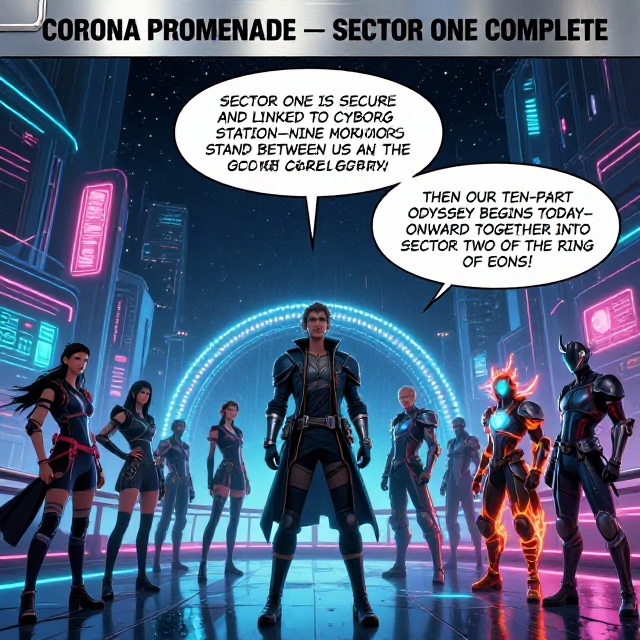 CORONA PROMENADE — SECTOR ONE COMPLETE
SECTOR ONE IS SECURE
AND LINKED TO CYBORG
STATION—NINE
STAND BETWEEN US AN THE
THEN OUR TEN-PART
ODYSSEY BEGINS TODAY—
ONWARD TOGETHER INTO
SECTOR TWO OF THE RING
OF EONS!